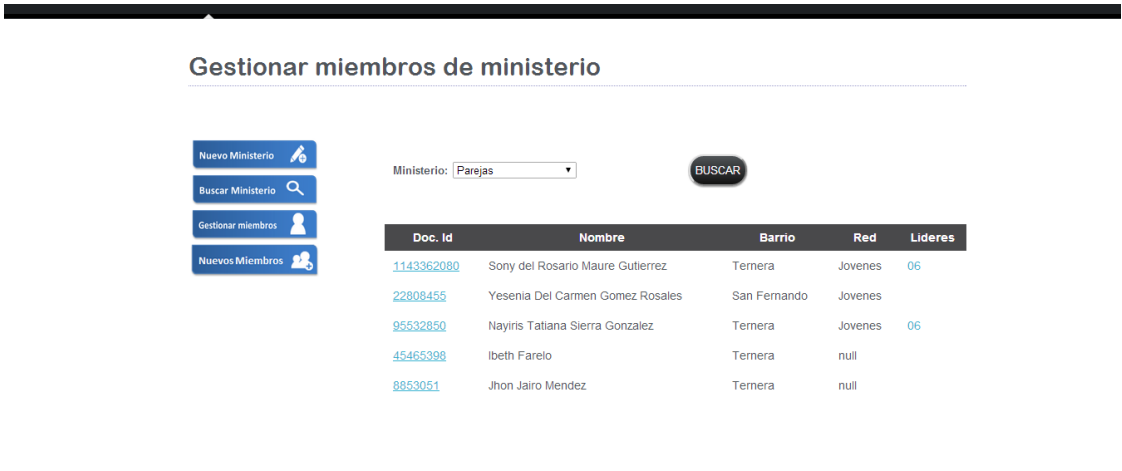 Gestionar miembros de ministerio
Nuevo Ministerio
Buscar Ministerio
Gestionar miembros
Nuevos Miembros
Ministerio: Parejas BUSCAR
Doc. Id Nombre Barrio Red Lideres
1143362080 Sony del Rosario Maure Gutierrez Ternera Jovenes 06
22808455 Yesenia Del Carmen Gomez Rosales San Fernando Jovenes
95532850 Nayiris Tatiana Sierra Gonzalez Ternera Jovenes 06
45465398 Ibeth Farelo Ternera null
8853051 Jhon Jairo Mendez Ternera null